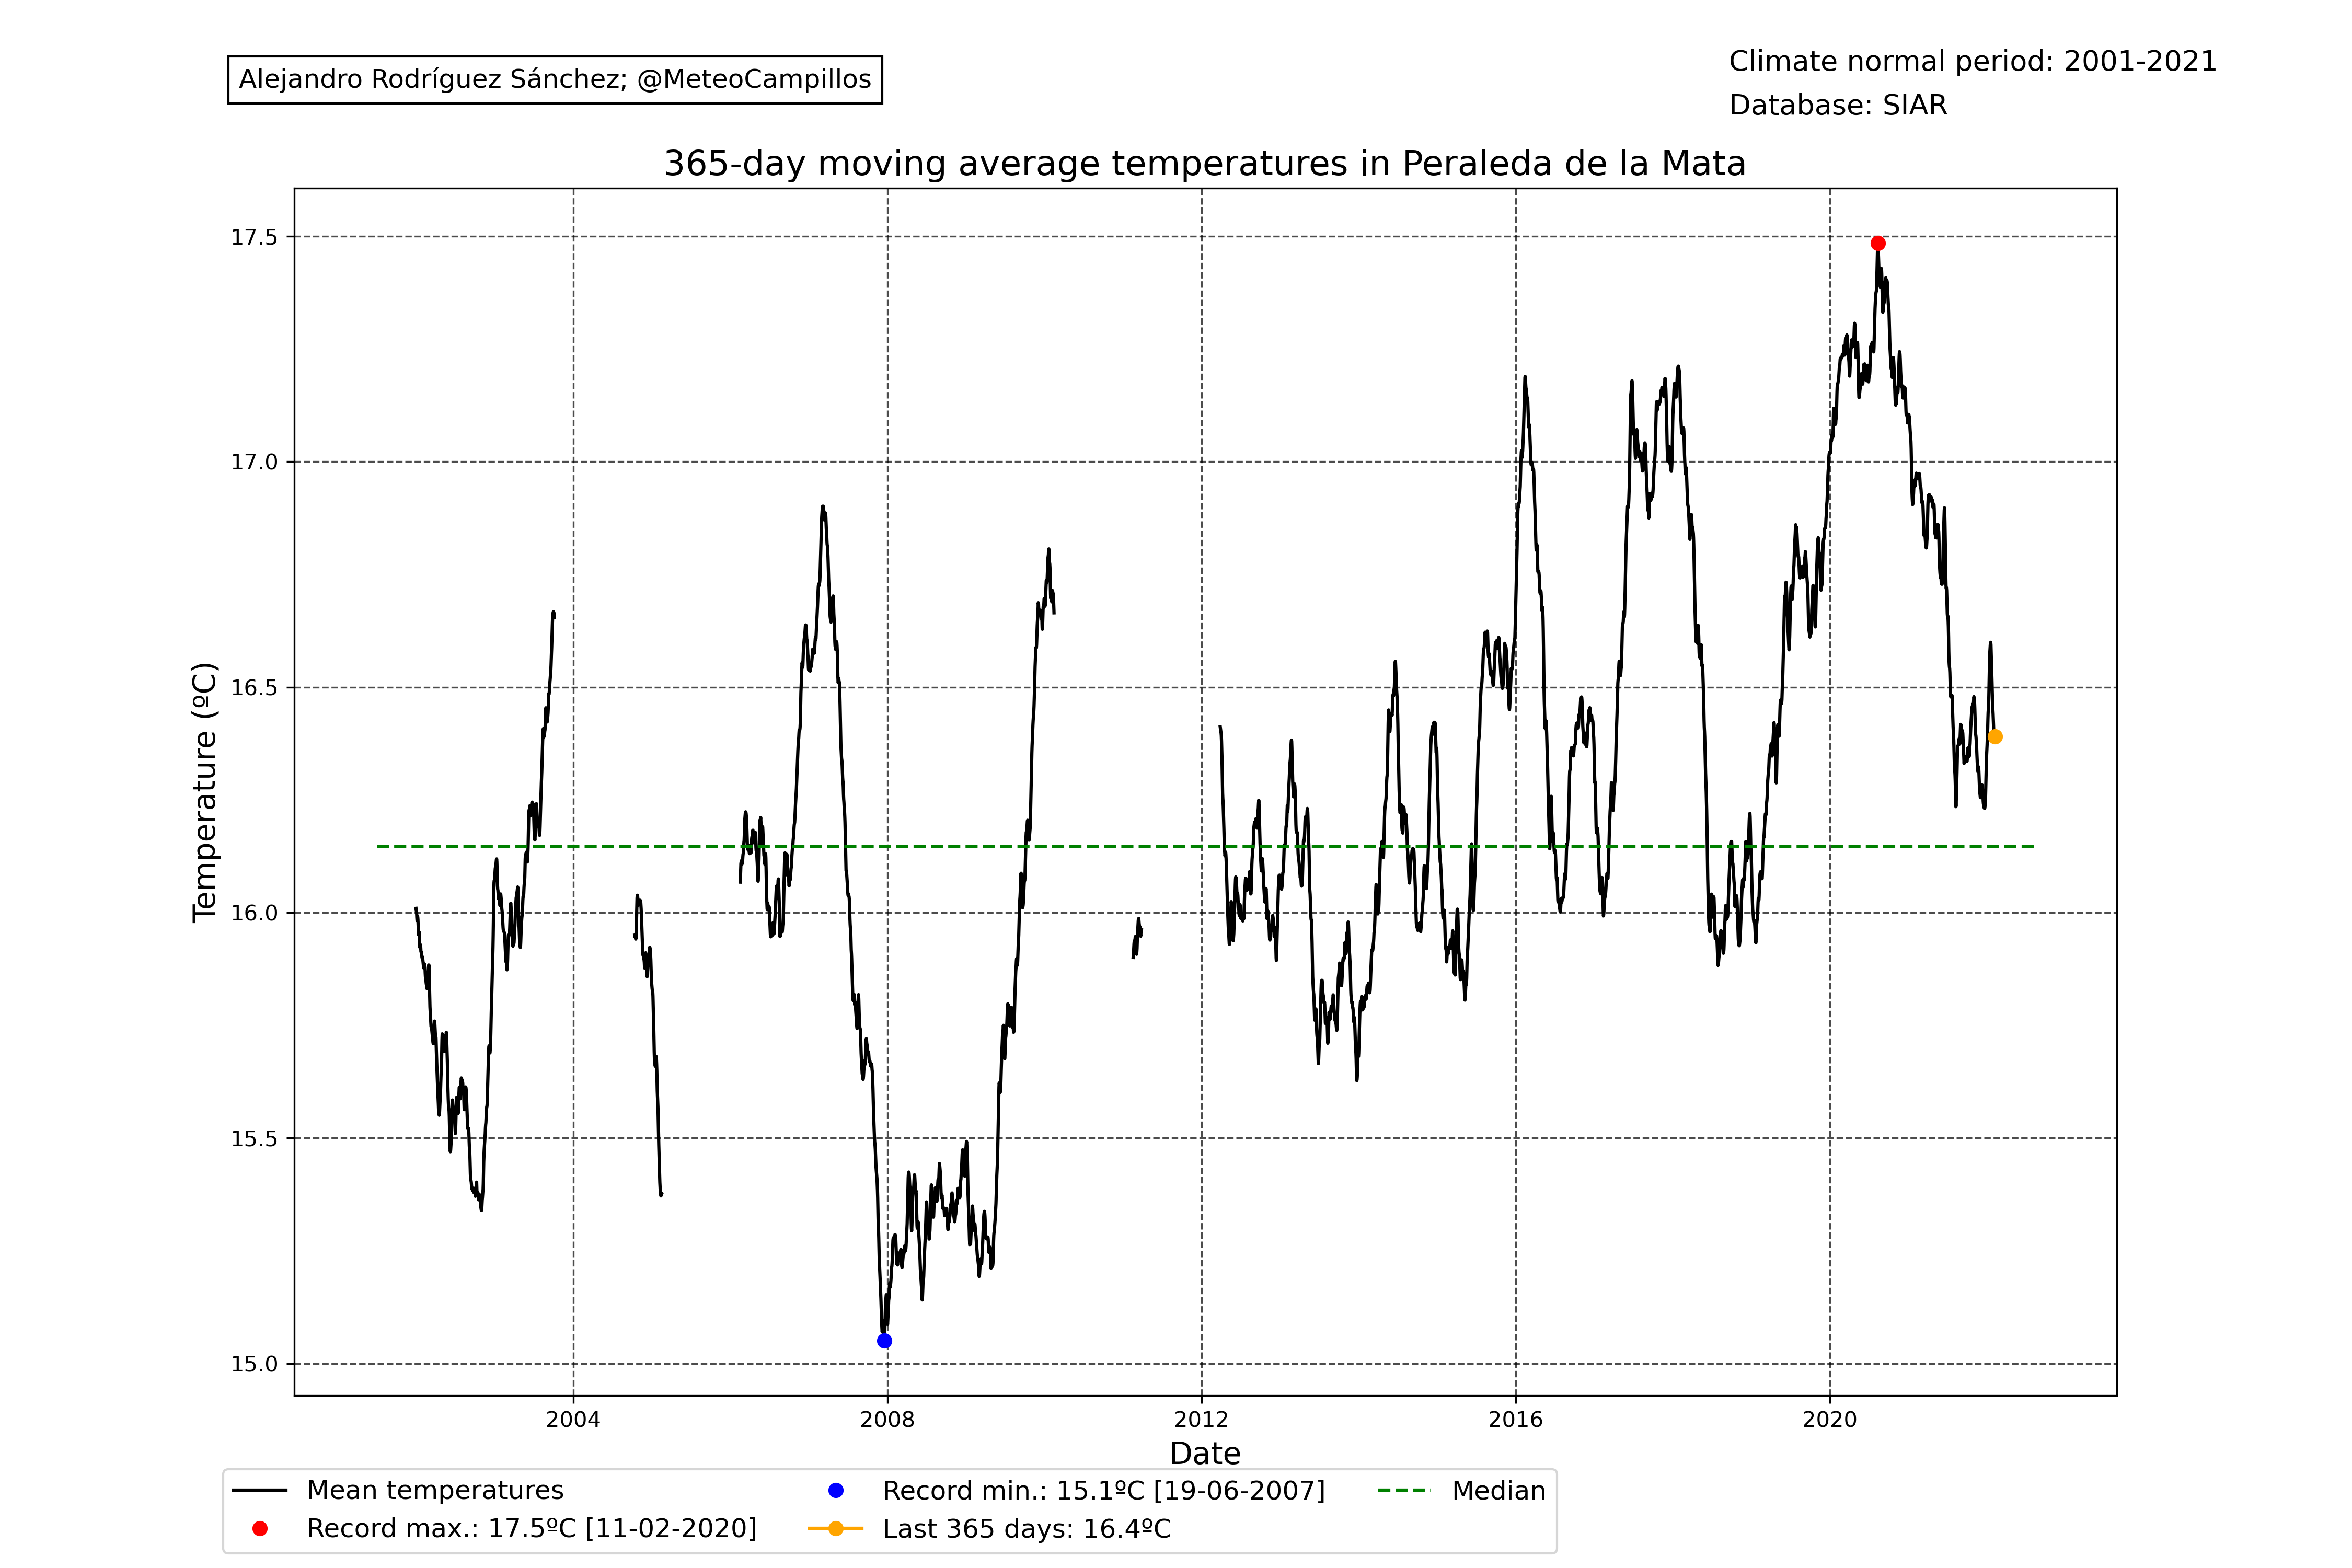 Alejandro Rodríguez Sánchez; @MeteoCampillos
Climate normal period: 2001-2021
Database: SIAR
365-day moving average temperatures in Peraleda de la Mata
Temperature (ºC)
17.5
17.0
16.5
16.0
15.5
15.0
2004
2008
2012
2016
2020
Date
Mean temperatures
Record max.: 17.5ºC [11-02-2020]
Record min.: 15.1ºC [19-06-2007]
Last 365 days: 16.4ºC
Median